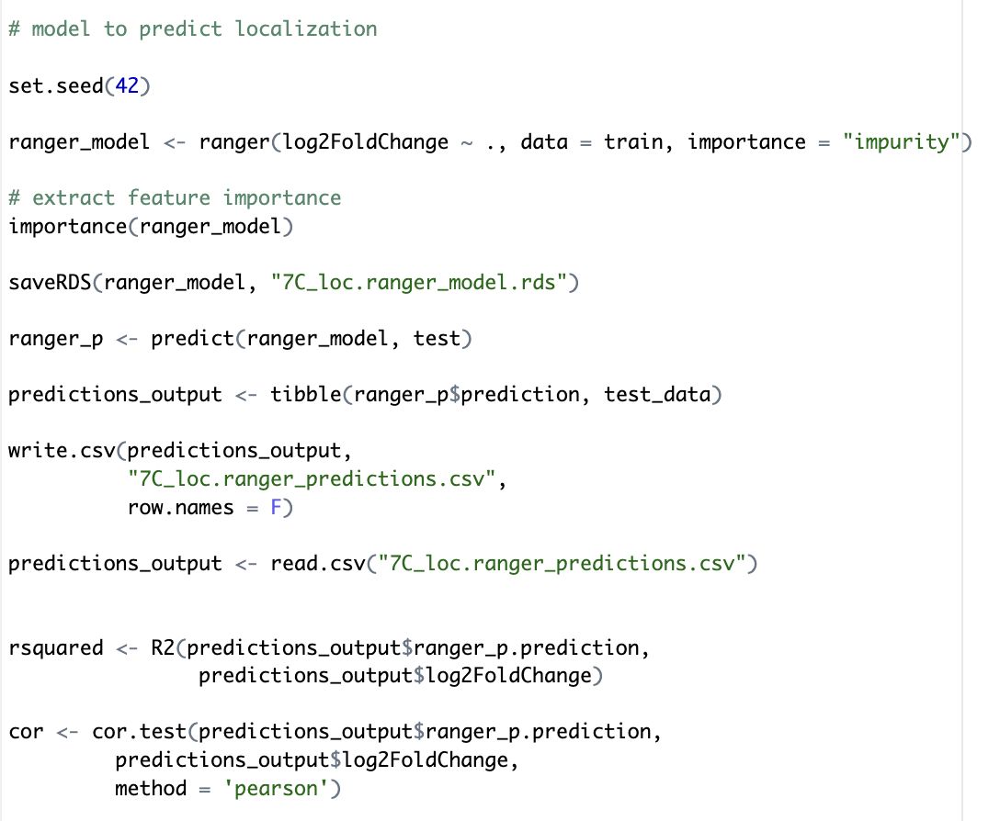 # model to predict localization
set.seed(42)
ranger_model <- ranger(log2FoldChange ~ ., data = train, importance = "impurity")
# extract feature importance
importance(ranger_model)
saveRDS(ranger_model, "7C_loc.ranger_model.rds")
ranger_p <- predict(ranger_model, test)
predictions_output <- tibble(ranger_p$prediction, test_data)
write.csv(predictions_output,
"7C_loc.ranger_predictions.csv",
row.names = F)
predictions_output <- read.csv("7C_loc.ranger_predictions.csv")
rsquared <- R2(predictions_output$ranger_p.prediction,
predictions_output$log2FoldChange)
cor <- cor.test(predictions_output$ranger_p.prediction,
predictions_output$log2FoldChange,
method = 'pearson')